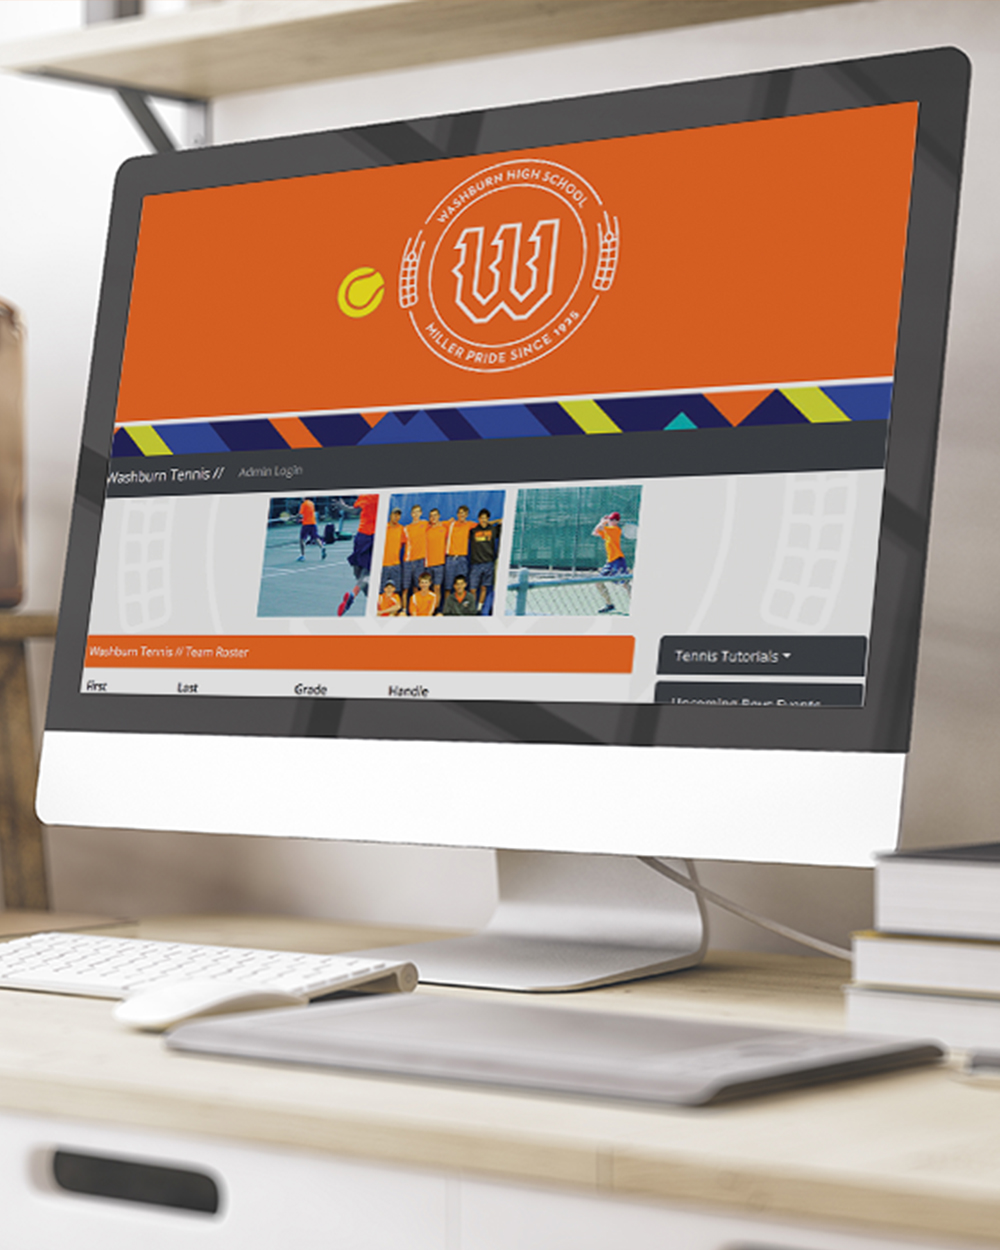 WASHBURN HIGH SCHOOL
W
MILLER PRIDE SINCE 1925
Washburn Tennis // Admin Login
Washburn Tennis // Team Roster
Tennis Tutorials
First Last Grade Handle
Upcoming Boys Events